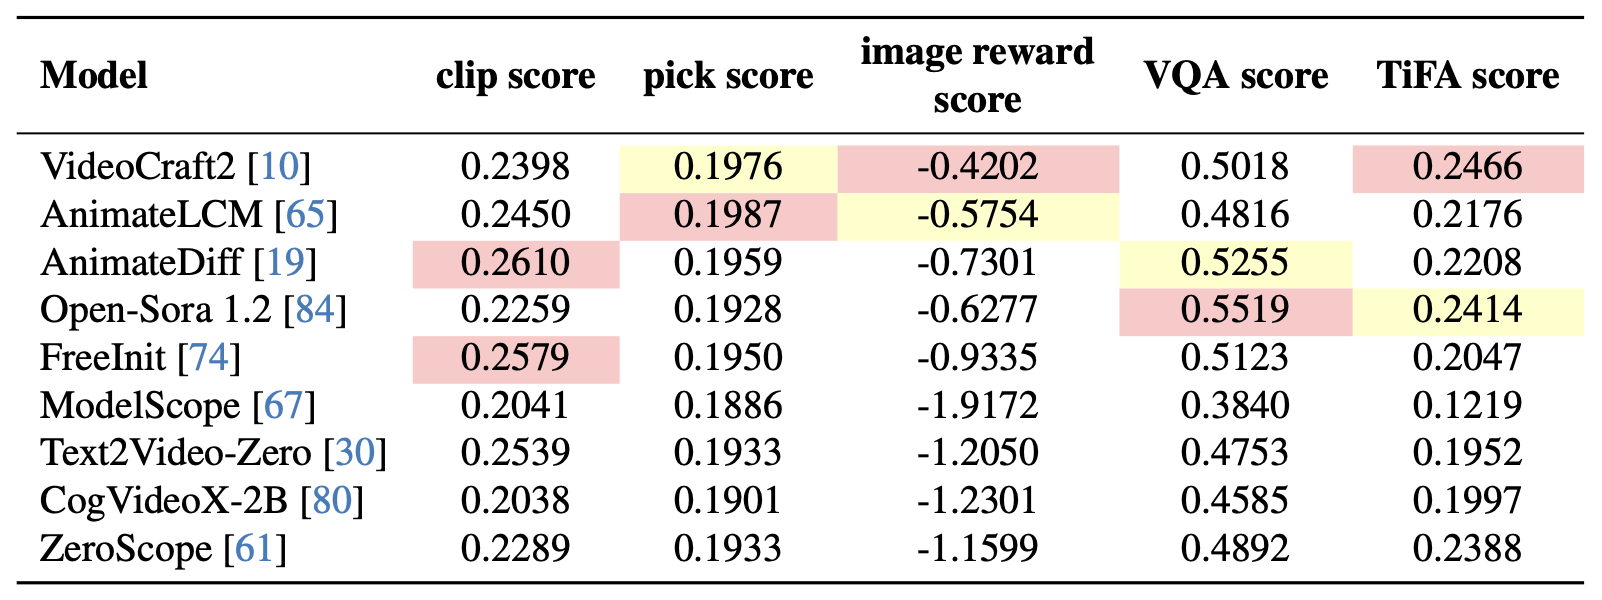 Model clip score pick score image reward score VQA score TiFA score
VideoCraft2 [10] 0.2398 0.1976 -0.4202 0.5018 0.2466
AnimateLCM [65] 0.2450 0.1987 -0.5754 0.4816 0.2176
AnimateDiff [19] 0.2610 0.1959 -0.7301 0.5255 0.2208
Open-Sora 1.2 [84] 0.2259 0.1928 -0.6277 0.5519 0.2414
FreeInit [74] 0.2579 0.1950 -0.9335 0.5123 0.2047
ModelScope [67] 0.2041 0.1886 -1.9172 0.3840 0.1219
Text2Video-Zero [30] 0.2539 0.1933 -1.2050 0.4753 0.1952
CogVideoX-2B [80] 0.2038 0.1901 -1.2301 0.4585 0.1997
ZeroScope [61] 0.2289 0.1933 -1.1599 0.4892 0.2388